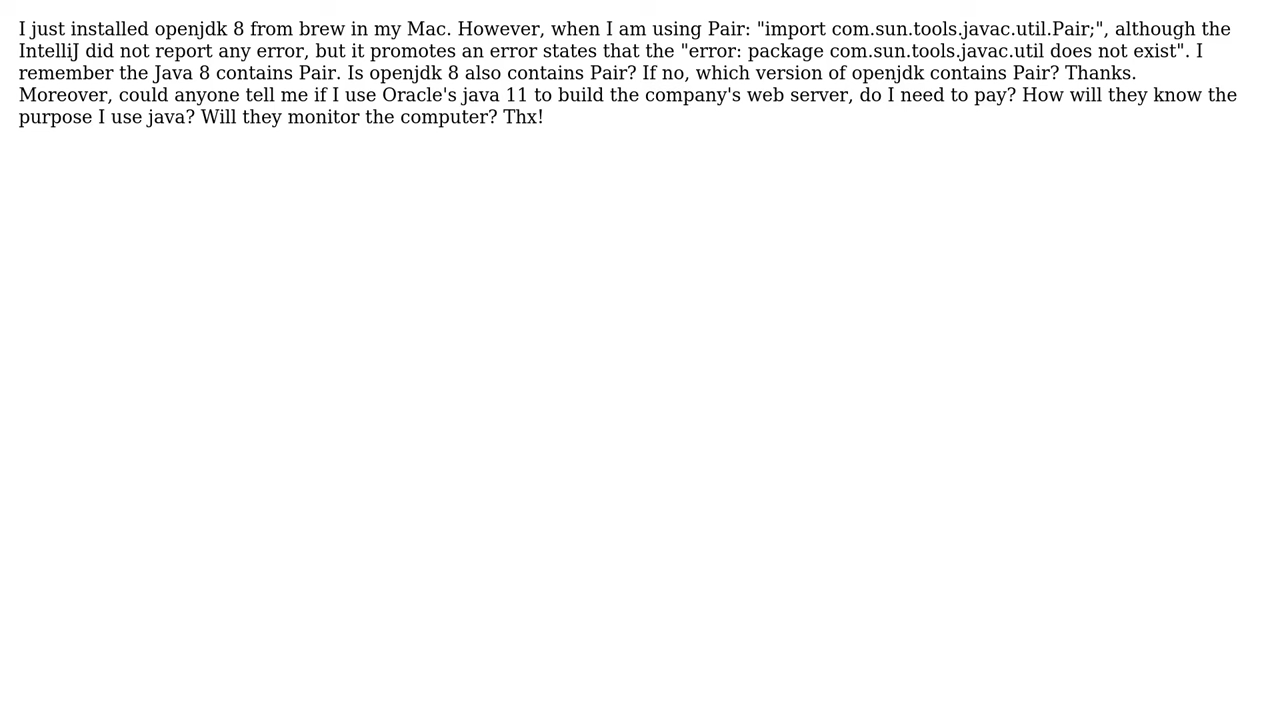 I just installed openjdk 8 from brew in my Mac. However, when I am using Pair: "import com.sun.tools.javac.util.Pair;", although the
IntelliJ did not report any error, but it promotes an error states that the "error: package com.sun.tools.javac.util does not exist". I
remember the Java 8 contains Pair. Is openjdk 8 also contains Pair? If no, which version of openjdk contains Pair? Thanks.
Moreover, could anyone tell me if I use Oracle's java 11 to build the company's web server, do I need to pay? How will they know the
purpose I use java? Will they monitor the computer? Thx!